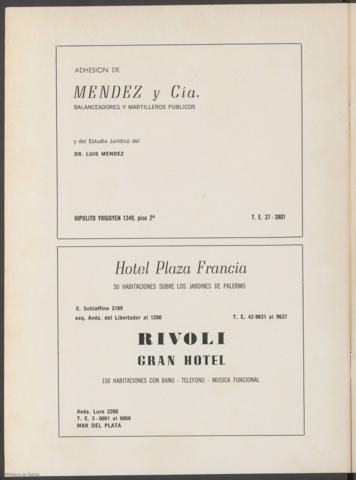 ADHESION DE
MENDEZ y Cía.
BALANCEADORES Y MARTILLEROS PUBLICOS
y del Estudio Jurídico del
DR. LUIS MENDEZ
HIPOLITO YRIGOYEN 1349, piso 2º T. E. 37 - 3801
Hotel Plaza Francia
50 HABITACIONES SOBRE LOS JARDINES DE PALERMO
E. Schiaffino 2189
esq. Avda. del Libertador al 1200 T. E. 42-9631 al 9637
RIVOLI
GRAN HOTEL
150 HABITACIONES CON BAÑO - TELEFONO - MUSICA FUNCIONAL
Avda. Luro 2260
T. E. 3 - 0051 al 0056
MAR DEL PLATA